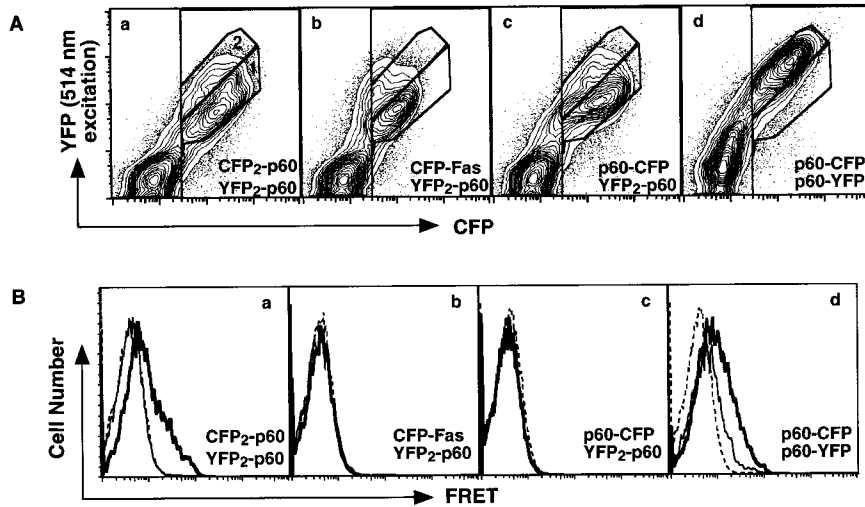 A
a
b
c
d
2
YFP (514 nm
excitation)
CFP₂-p60
YFP₂-p60
CFP-Fas
YFP₂-p60
p60-CFP
YFP₂-p60
p60-CFP
p60-YFP
CFP
B
a
b
c
d
Cell Number
CFP₂-p60
YFP₂-p60
CFP-Fas
YFP₂-p60
p60-CFP
YFP₂-p60
p60-CFP
p60-YFP
FRET